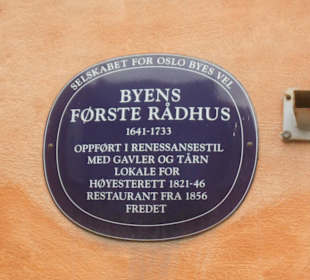 SELSKABET FOR OSLO BYES VEL
BYENS
FØRSTE RÅDHUS
1641-1733
OPPFØRT I RENESSANSESTIL
MED GAVLER OG TÅRN
LOKALE FOR
HØYESTERETT 1821-46
RESTAURANT FRA 1856
FREDET